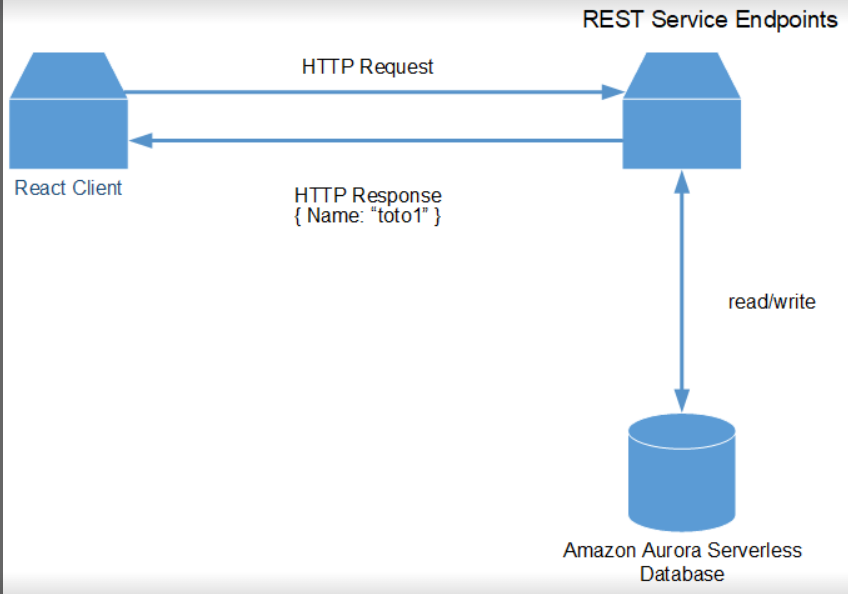 REST Service Endpoints
HTTP Request
React Client
HTTP Response
{ Name: “toto1” }
read/write
Amazon Aurora Serverless
Database